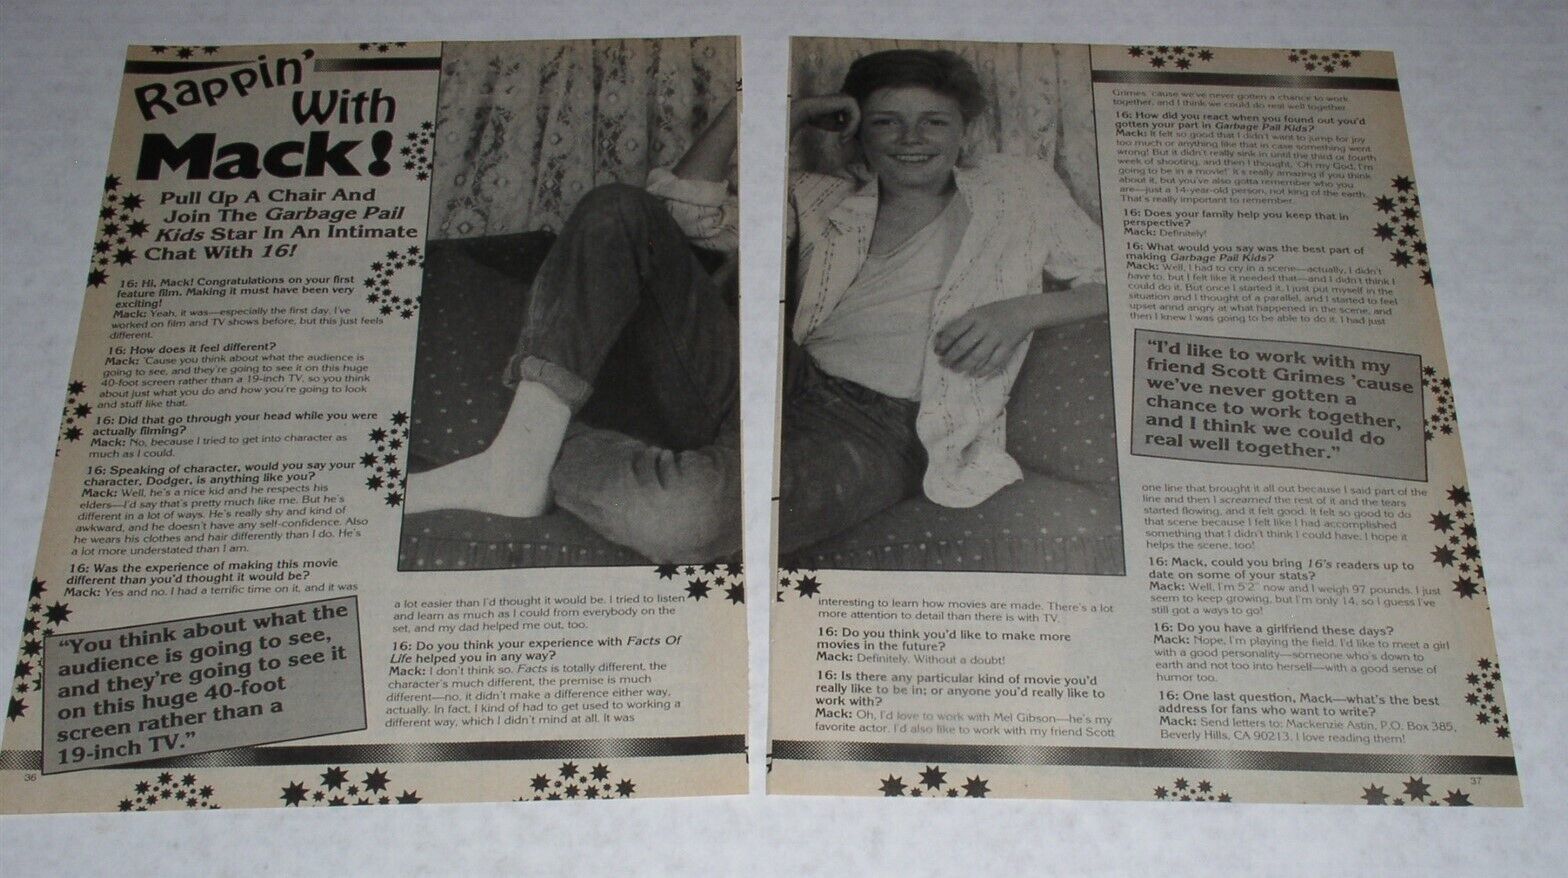 Rappin'
With
Mack!
Pull Up A Chair And
Join The Garbage Pail
Kids Star In An Intimate
Chat With 16!
16: Hi, Mack! Congratulations on your first
feature film. Making it must have been very
exciting!
Mack: Yeah, it was—especially the first day. I've
worked on film and TV shows before, but this just feels
different.
16: How does it feel different?
Mack: 'Cause you think about what the audience is
going to see, and they're going to see it on this huge
40-foot screen rather than a 19-inch TV, so you think
about just what you do and how you're going to look
and stuff like that.
16: Did that go through your head while you were
actually filming?
Mack: No, because I tried to get into character as
much as I could.
16: Speaking of character, would you say your
character, Dodger, is anything like you?
Mack: Well, he's a nice kid and he respects his
elders—I'd say that's pretty much like me. But he's
different in a lot of ways. He's really shy and kind of
awkward, and he doesn't have any self-confidence. Also
he wears his clothes and hair differently than I do. He's
a lot more understated than I am.
16: Was the experience of making this movie
different than you'd thought it would be?
Mack: Yes and no. I had a terrific time on it, and it was
"You think about what the
audience is going to see,
and they're going to see it
on this huge 40-foot
screen rather than a
19-inch TV."
36
a lot easier than I'd thought it would be. I tried to listen
and learn as much as I could from everybody on the
set, and my dad helped me out, too.
16: Do you think your experience with Facts Of
Life helped you in any way?
Mack: I don't think so. Facts is totally different, the
character's much different, the premise is much
different—no, it didn't make a difference either way,
actually. In fact, I kind of had to get used to working a
different way, which I didn't mind at all. It was
interesting to learn how movies are made. There's a lot
more attention to detail than there is with TV.
16: Do you think you'd like to make more
movies in the future?
Mack: Definitely. Without a doubt!
16: Is there any particular kind of movie you'd
really like to be in; or anyone you'd really like to
work with?
Mack: Oh, I'd love to work with Mel Gibson—he's my
favorite actor. I'd also like to work with my friend Scott
Grimes 'cause we've never gotten a chance to work
together, and I think we could do real well together.
16: How did you react when you found out you'd
gotten your part in Garbage Pail Kids?
Mack: It felt so good that I didn't want to jump for joy
too much or anything like that in case something went
wrong! But it didn't really sink in until the third or fourth
week of shooting, and then I thought, 'Oh my God, I'm
going to be in a movie!' It's really amazing if you think
about it, but you've also gotta remember who you
are—just a 14-year-old person, not king of the earth.
That's really important to remember.
16: Does your family help you keep that in
perspective?
Mack: Definitely!
16: What would you say was the best part of
making Garbage Pail Kids?
Mack: Well, I had to cry in a scene—actually, I didn't
have to, but I felt like it needed that—and I didn't think I
could do it. But once I started it, I just put myself in the
situation and I thought of a parallel, and I started to feel
upset annd angry at what happened in the scene, and
then I knew I was going to be able to do it. I had just
"I'd like to work with my
friend Scott Grimes 'cause
we've never gotten a
chance to work together,
and I think we could do
real well together."
one line that brought it all out because I said part of the
line and then I screamed the rest of it and the tears
started flowing, and it felt good. It felt so good to do
that scene because I felt like I had accomplished
something that I didn't think I could have. I hope it
helps the scene, too!
16: Mack, could you bring 16's readers up to
date on some of your stats?
Mack: Well, I'm 5'2" now and I weigh 97 pounds. I just
seem to keep growing, but I'm only 14, so I guess I've
still got a ways to go!
16: Do you have a girlfriend these days?
Mack: Nope, I'm playing the field. I'd like to meet a girl
with a good personality—someone who's down to
earth and not too into herself—with a good sense of
humor too.
16: One last question, Mack—what's the best
address for fans who want to write?
Mack: Send letters to: Mackenzie Astin, P.O. Box 385,
Beverly Hills, CA 90213. I love reading them!
37